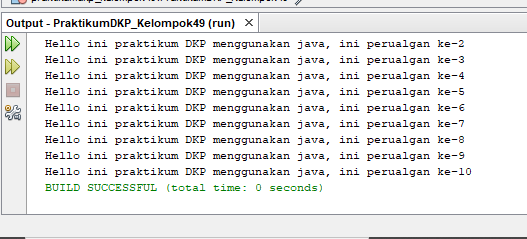 Output - PraktikumDKP_Kelompok49 (run) ×
Hello ini praktikum DKP menggunakan java, ini perualgan ke-2
Hello ini praktikum DKP menggunakan java, ini perualgan ke-3
Hello ini praktikum DKP menggunakan java, ini perualgan ke-4
Hello ini praktikum DKP menggunakan java, ini perualgan ke-5
Hello ini praktikum DKP menggunakan java, ini perualgan ke-6
Hello ini praktikum DKP menggunakan java, ini perualgan ke-7
Hello ini praktikum DKP menggunakan java, ini perualgan ke-8
Hello ini praktikum DKP menggunakan java, ini perualgan ke-9
Hello ini praktikum DKP menggunakan java, ini perualgan ke-10
BUILD SUCCESSFUL (total time: 0 seconds)